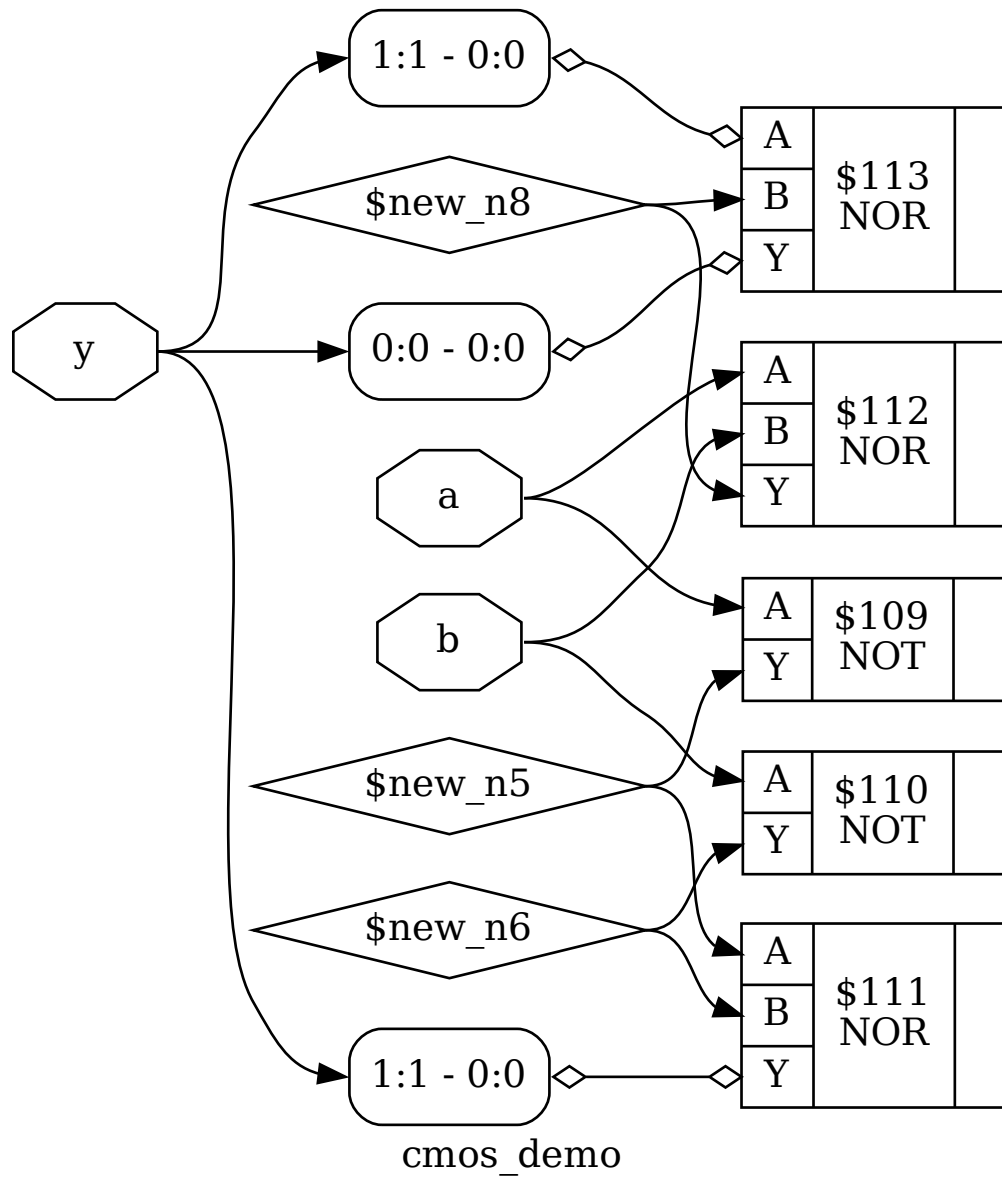 1:1 - 0:0
A
$113
NOR
B
Y
$new_n8
y
0:0 - 0:0
A
$112
NOR
B
Y
a
A
$109
NOT
Y
b
$new_n5
A
$110
NOT
Y
$new_n6
A
$111
NOR
B
Y
1:1 - 0:0
cmos_demo